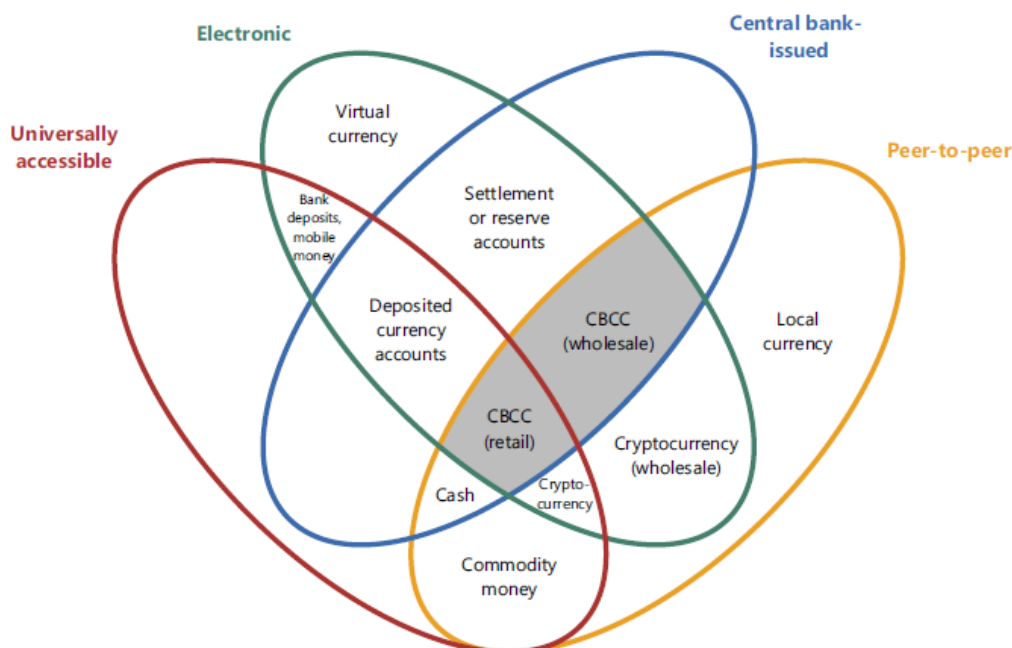 Electronic
Central bank-
issued
Universally
accessible
Peer-to-peer
Virtual
currency
Bank
deposits,
mobile
money
Settlement
or reserve
accounts
Deposited
currency
accounts
CBCC
(wholesale)
Local
currency
CBCC
(retail)
Cryptocurrency
(wholesale)
Cash
Crypto-
currency
Commodity
money